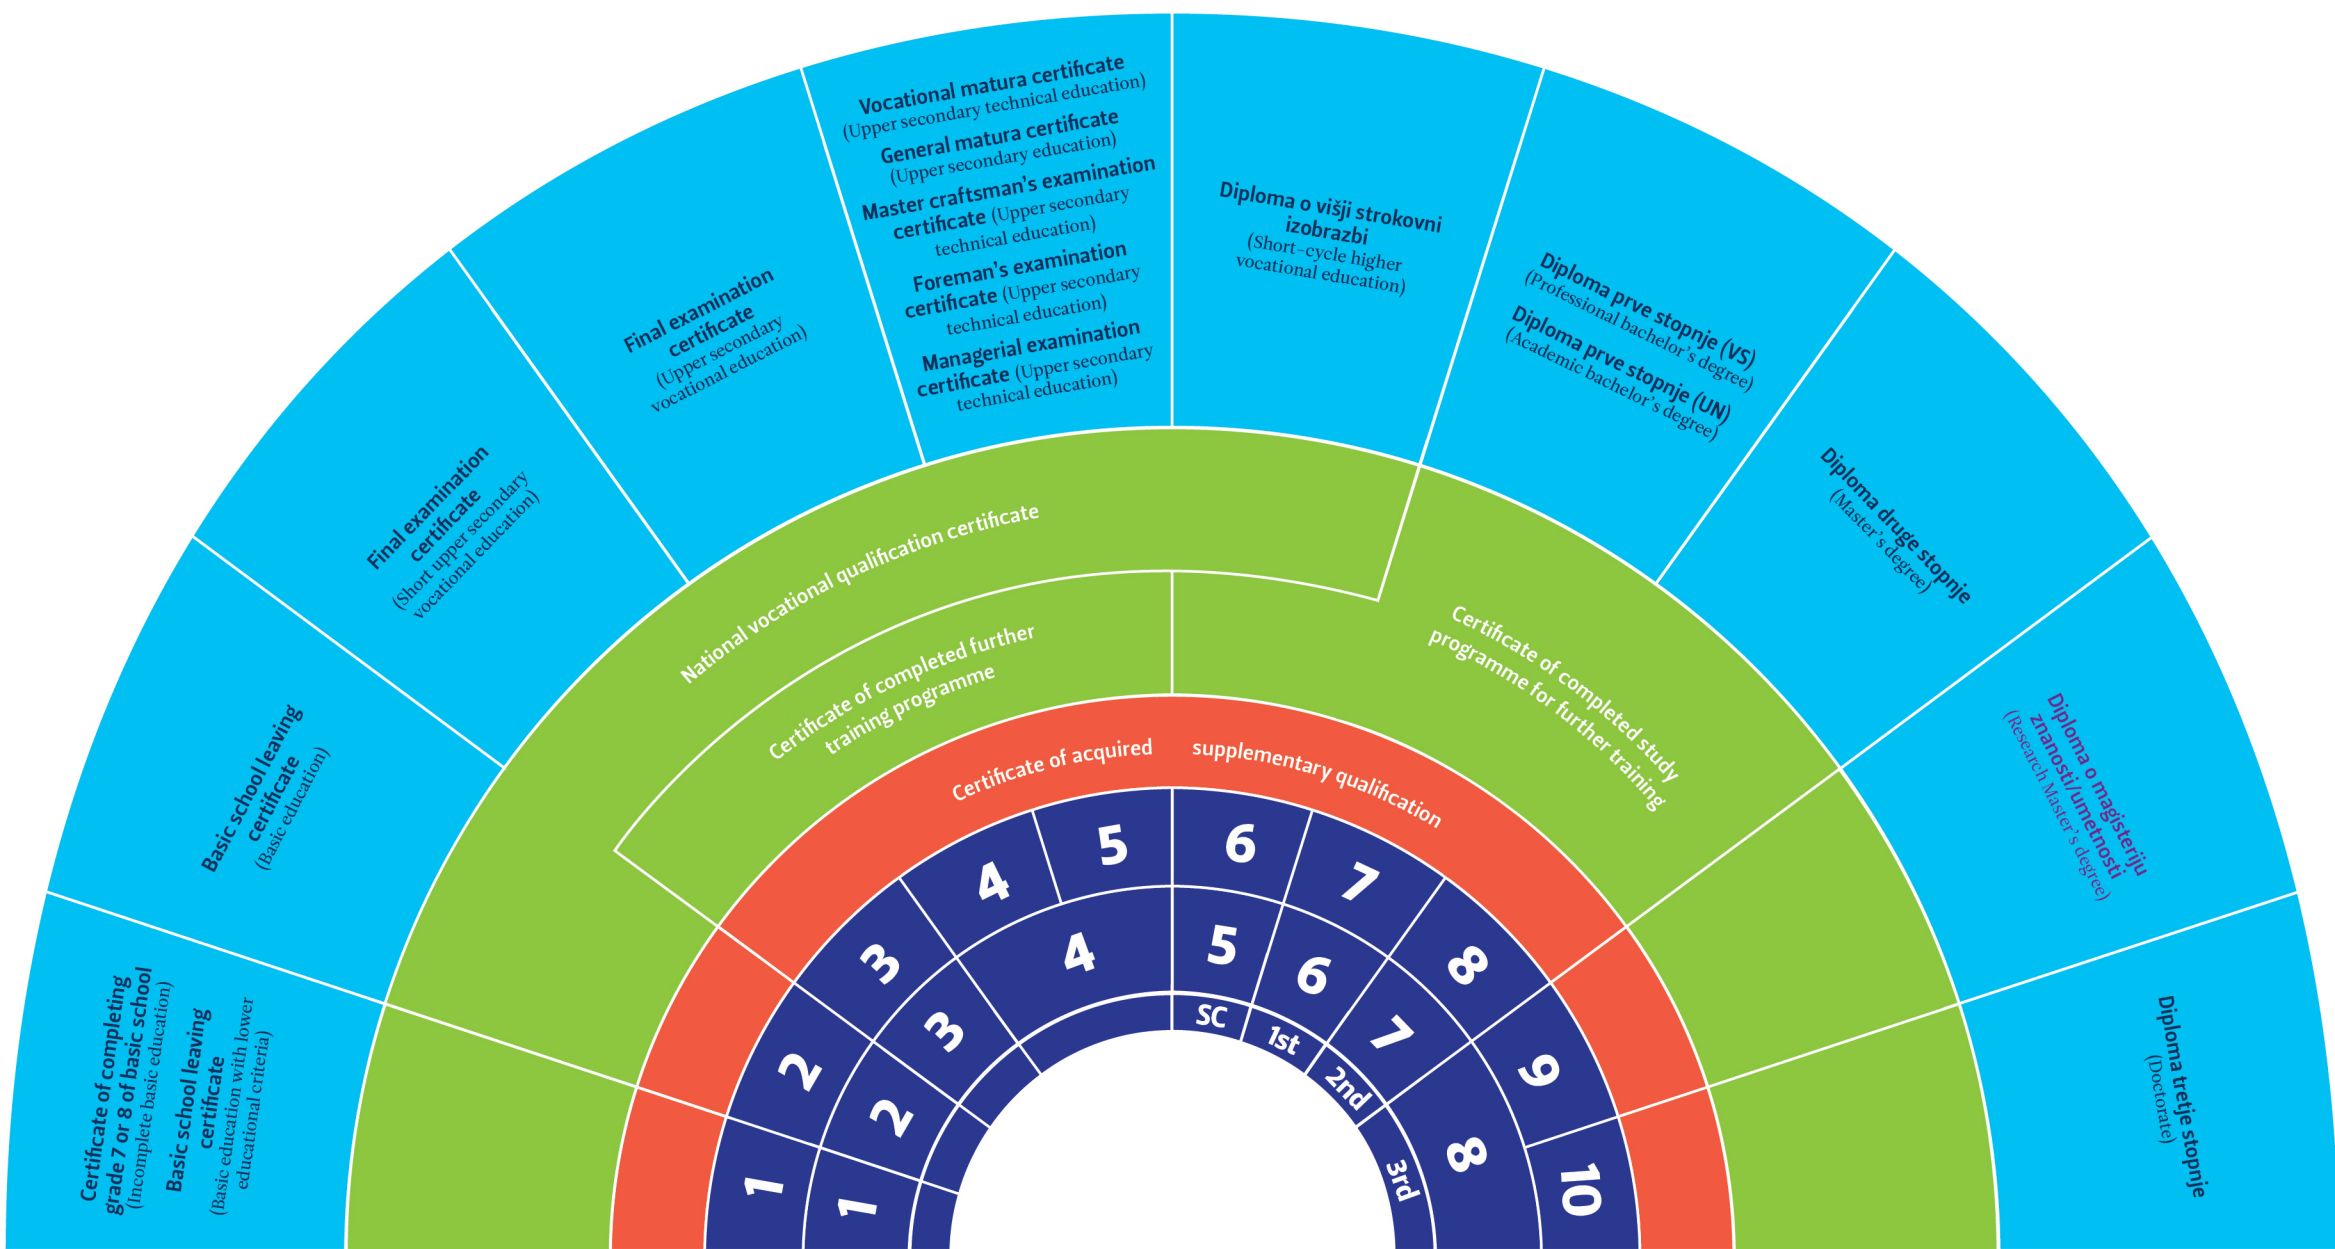 Certificate of completing
grade 7 or 8 of basic school
(Incomplete basic education)
Basic school leaving
certificate
(Basic education with lower
educational criteria)
Basic school leaving
certificate
(Basic education)
Final examination
certificate
(Short upper secondary
vocational education)
Final examination
certificate
(Upper secondary
vocational education)
Vocational matura certificate
(Upper secondary technical education)
General matura certificate
(Upper secondary education)
Master craftsman's examination
certificate (Upper secondary
technical education)
Foreman's examination
certificate (Upper secondary
technical education)
Managerial examination
certificate (Upper secondary
technical education)
Diploma o višji strokovni
izobrazbi
(Short-cycle higher
vocational education)
Diploma prve stopnje (VS)
(Professional bachelor's degree)
Diploma prve stopnje (UN)
(Academic bachelor's degree)
Diploma druge stopnje
(Master's degree)
Diploma o magisteriju
znanosti/umetnosti
(Research Master's degree)
Diploma tretje stopnje
(Doctorate)
National vocational qualification certificate
Certificate of completed further
training programme
Certificate of completed study
programme for further training
Certificate of acquired supplementary qualification
1
2
3
4
5
6
7
8
9
10
1
2
3
4
5
6
7
8
SC
1st
2nd
3rd